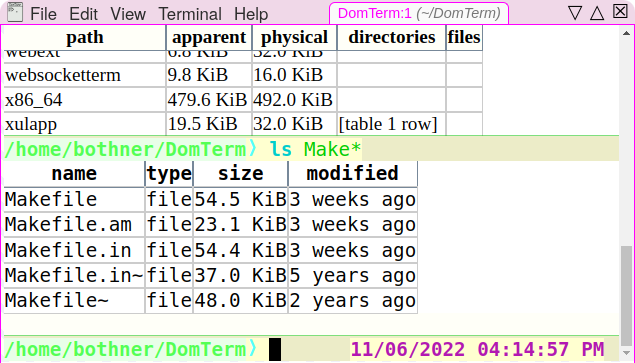 File Edit View Terminal Help DomTerm:1 (~/DomTerm)
path apparent physical directories files
webext 6.8 KiB 32.0 KiB
websocketterm 9.8 KiB 16.0 KiB
x86_64 479.6 KiB 492.0 KiB
xulapp 19.5 KiB 32.0 KiB [table 1 row]
/home/bothner/DomTerm⟩ ls Make*
name type size modified
Makefile file 54.5 KiB 3 weeks ago
Makefile.am file 23.1 KiB 3 weeks ago
Makefile.in file 54.4 KiB 3 weeks ago
Makefile.in~ file 37.0 KiB 5 years ago
Makefile~ file 48.0 KiB 2 years ago
/home/bothner/DomTerm⟩ 11/06/2022 04:14:57 PM